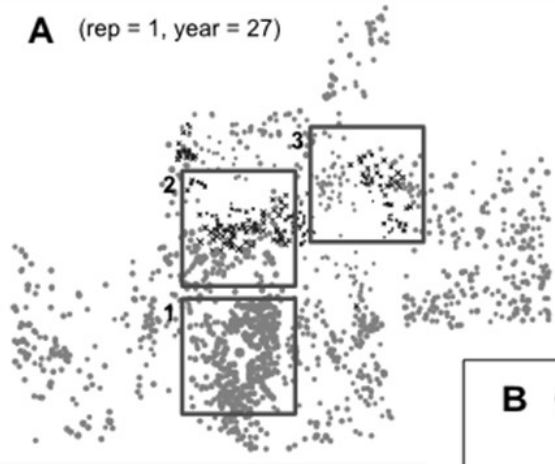 A (rep = 1, year = 27)
3
2
1
B